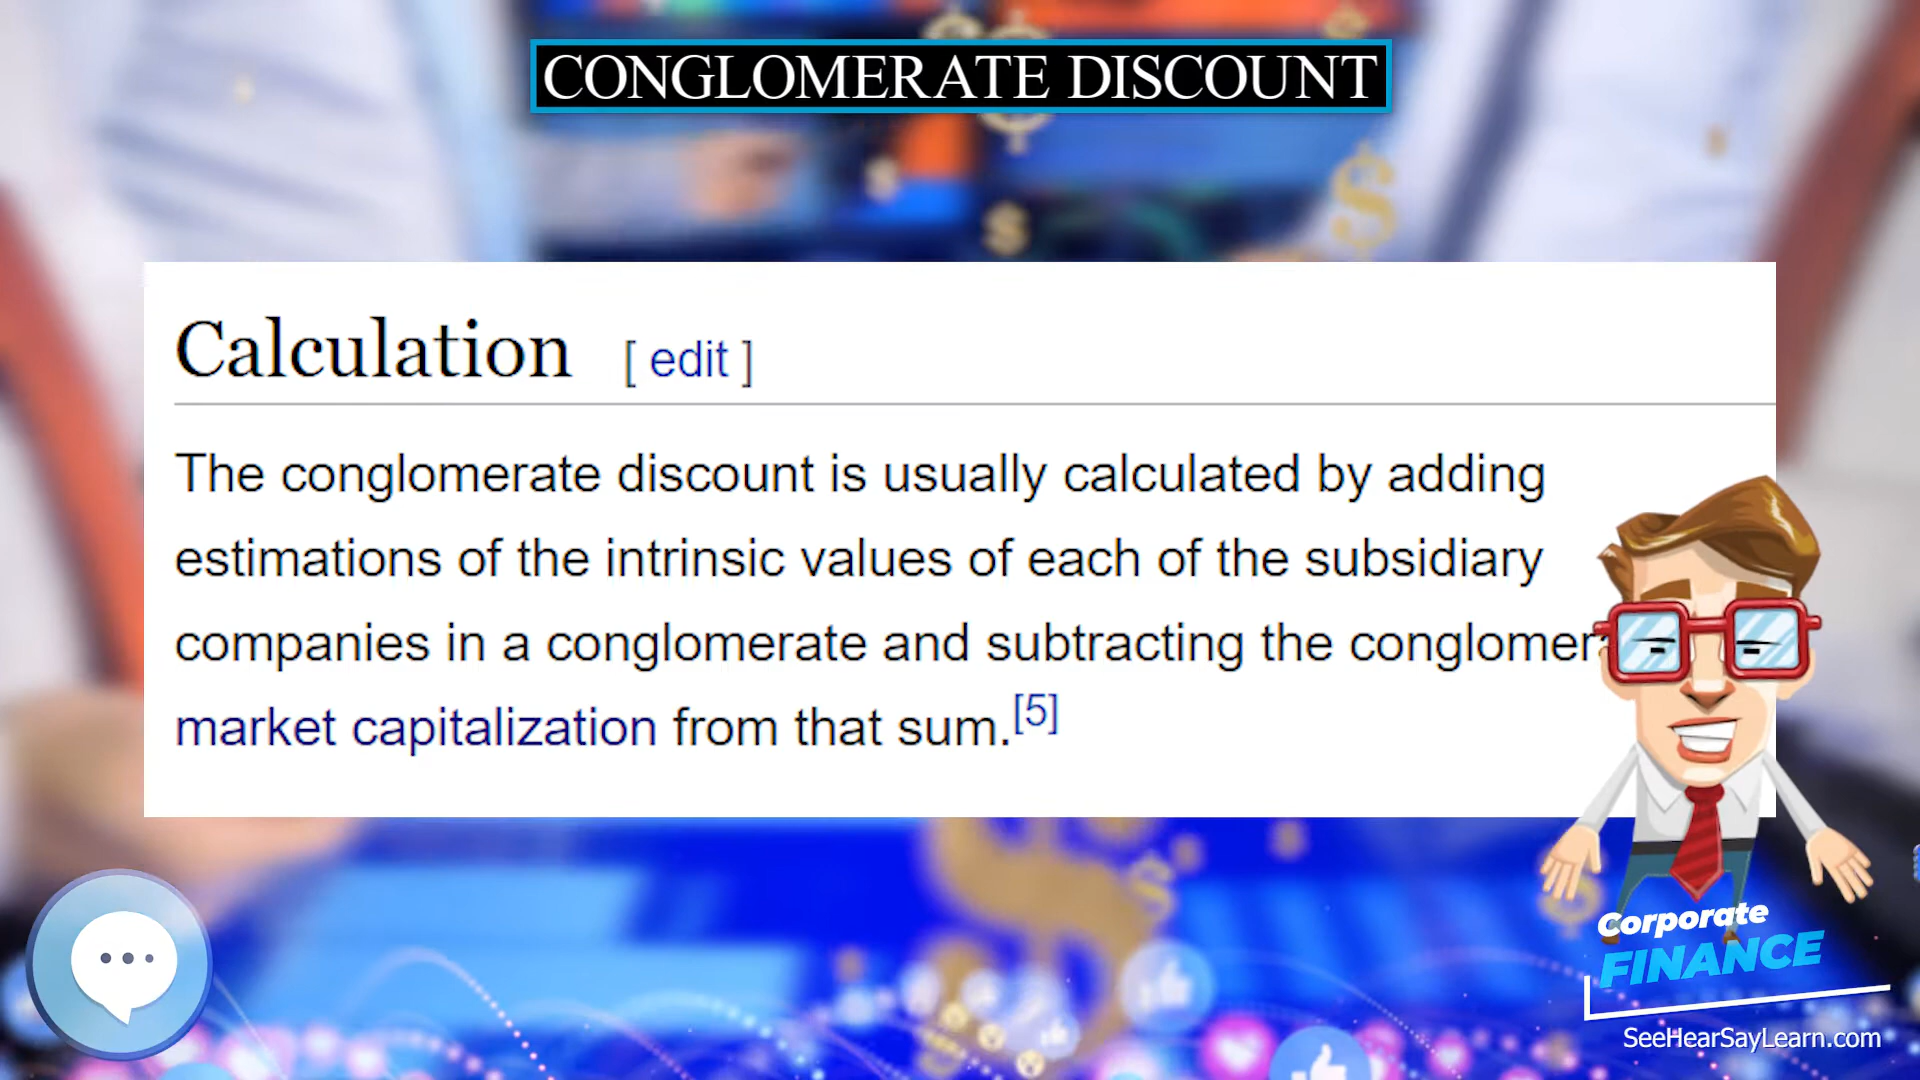 CONGLOMERATE DISCOUNT
Calculation [ edit ]
The conglomerate discount is usually calculated by adding
estimations of the intrinsic values of each of the subsidiary
companies in a conglomerate and subtracting the
market capitalization from that sum.[5]
Corporate
FINANCE
SeeHearSayLearn.com